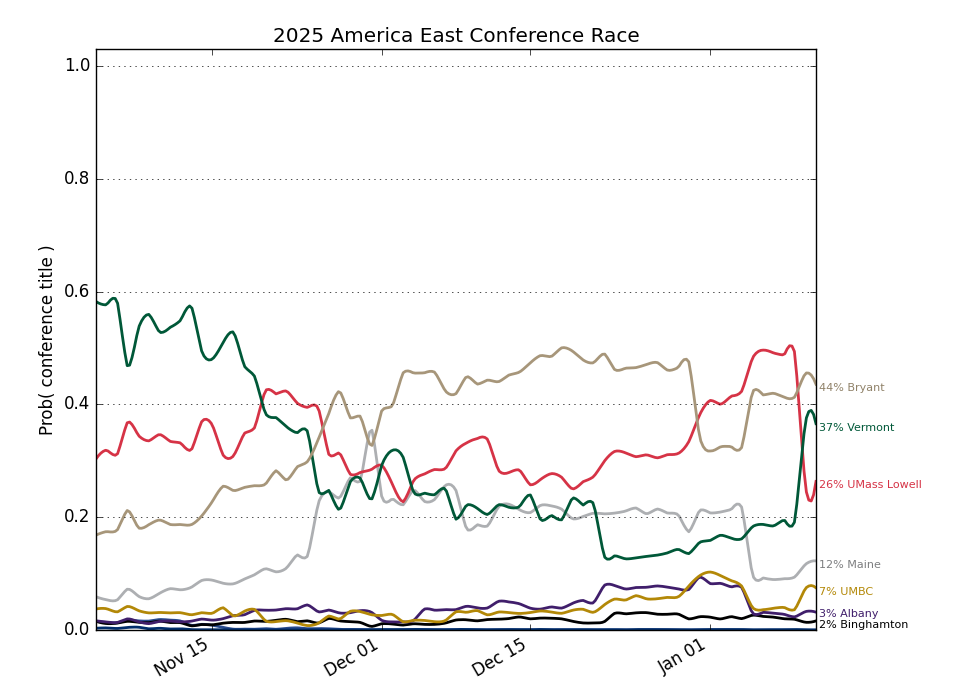 2025 America East Conference Race
Prob( conference title )
1.0
0.8
0.6
0.4
0.2
0.0
Nov 15
Dec 01
Dec 15
Jan 01
44% Bryant
37% Vermont
26% UMass Lowell
12% Maine
7% UMBC
3% Albany
2% Binghamton